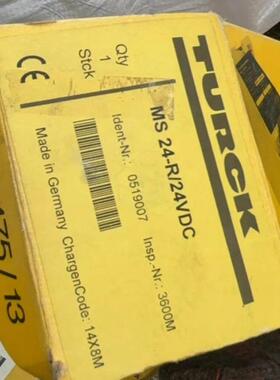 TURCK
MS 24-R/24VDC
Ident-Nr.: 0519007 Insp.-Nr.: 3600M
Made in Germany ChargenCode: 14X8M
Qty 1
Stck
CE
475/13